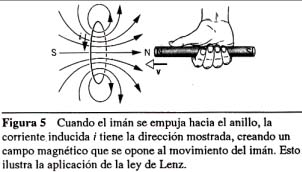 i
S
N
v
Figura 5 Cuando el imán se empuja hacia el anillo, la
corriente inducida i tiene la dirección mostrada, creando un
campo magnético que se opone al movimiento del imán. Esto
ilustra la aplicación de la ley de Lenz.